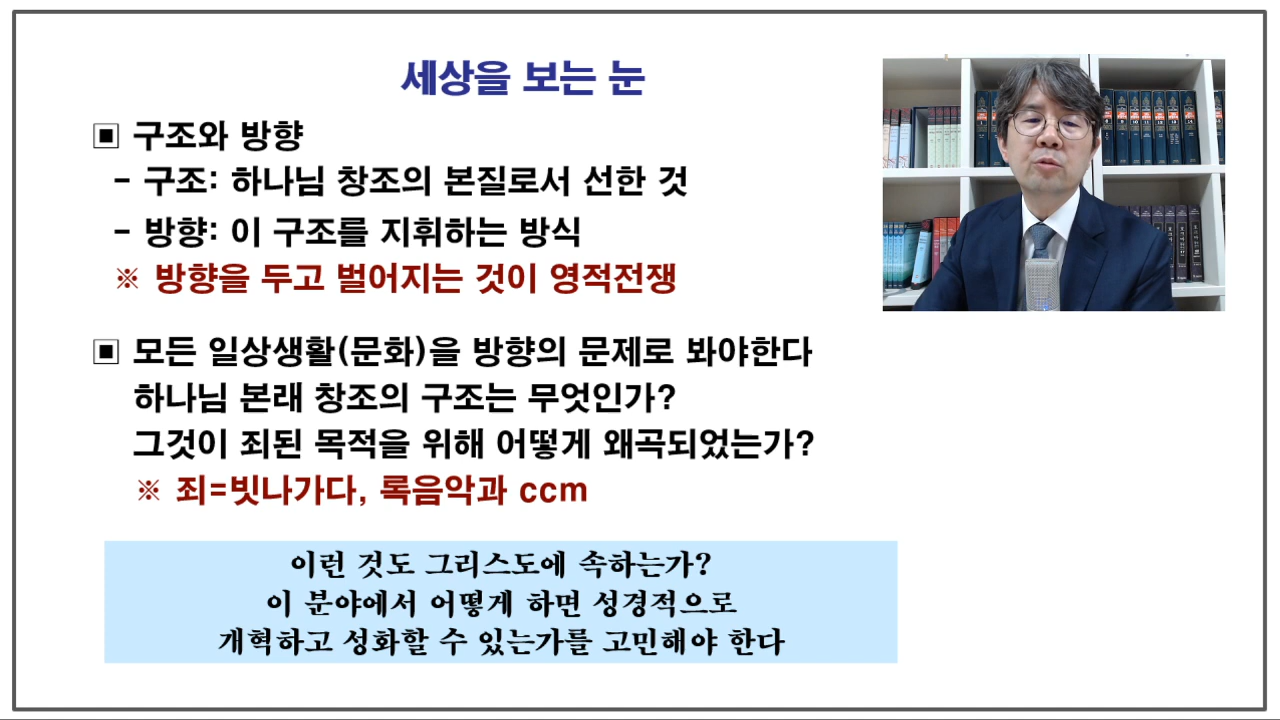 세상을 보는 눈
▣ 구조와 방향
- 구조: 하나님 창조의 본질로서 선한 것
- 방향: 이 구조를 지휘하는 방식
※ 방향을 두고 벌어지는 것이 영적전쟁
▣ 모든 일상생활(문화)을 방향의 문제로 봐야한다
하나님 본래 창조의 구조는 무엇인가?
그것이 죄된 목적을 위해 어떻게 왜곡되었는가?
※ 죄=빗나가다, 록음악과 ccm
이런 것도 그리스도에 속하는가?
이 분야에서 어떻게 하면 성경적으로
개혁하고 성화할 수 있는가를 고민해야 한다